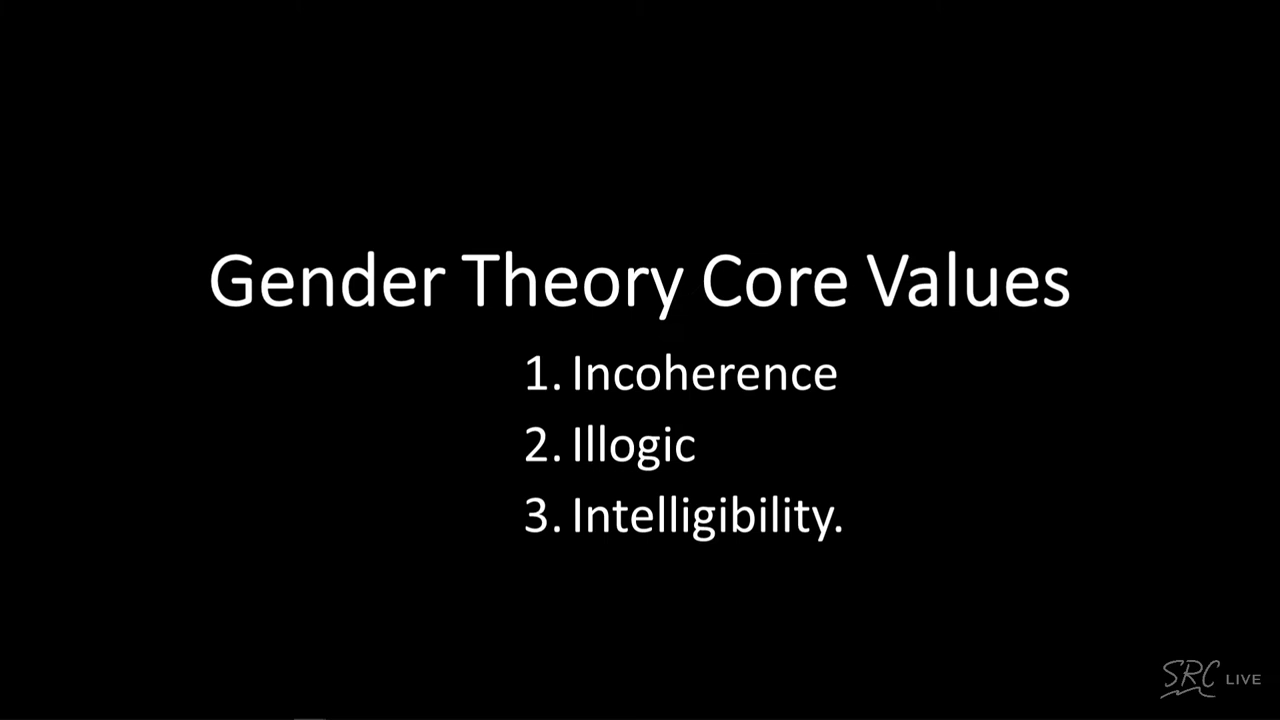 Gender Theory Core Values
1. Incoherence
2. Illogic
3. Intelligibility.
SRC LIVE